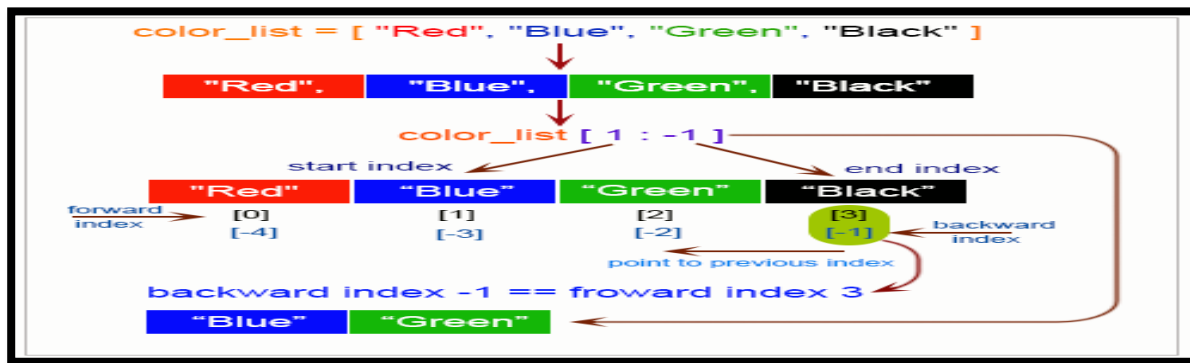 color_list = [ "Red", "Blue", "Green", "Black" ]
"Red", "Blue", "Green", "Black"
color_list [ 1 : -1 ]
start index end index
"Red" “Blue” “Green” “Black”
forward index [0] [1] [2] [3]
[-4] [-3] [-2] [-1] backward index
point to previous index
backward index -1 == froward index 3
“Blue” “Green”